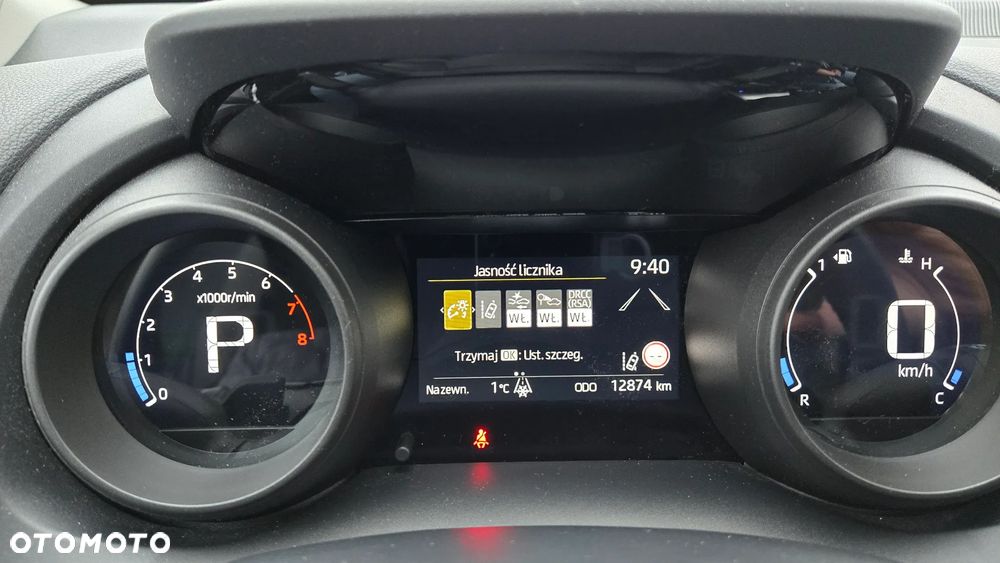 Jasność licznika
9:40
DRCC
(RSA)
WŁ.
WŁ.
WŁ.
Trzymaj OK : Ust. szczeg.
Nazewn. 1°C ODO 12874 km
0
1
2
3
4
5
6
7
8
x1000r/min
P
1
R
H
C
0
km/h
OTOMOTO